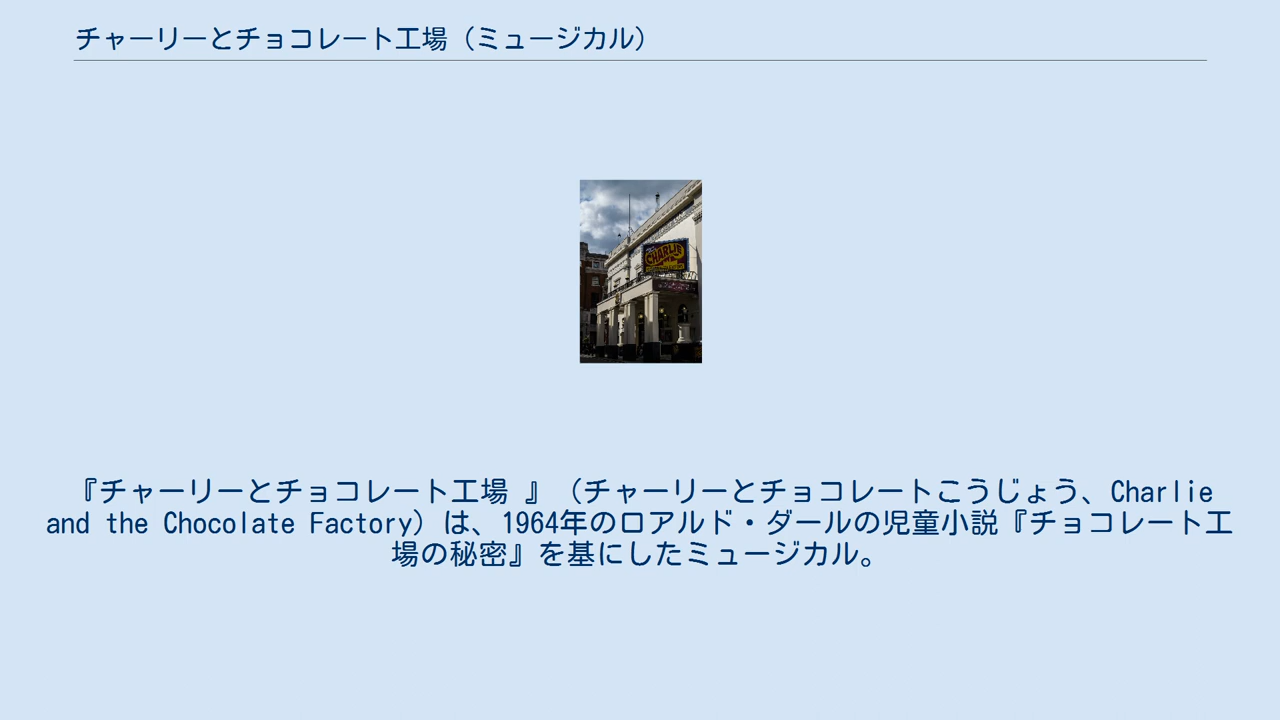 チャーリーとチョコレート工場（ミュージカル）
CHARLIE
『チャーリーとチョコレート工場 』（チャーリーとチョコレートこうじょう、Charlie
and the Chocolate Factory）は、1964年のロアルド・ダールの児童小説『チョコレート工
場の秘密』を基にしたミュージカル。